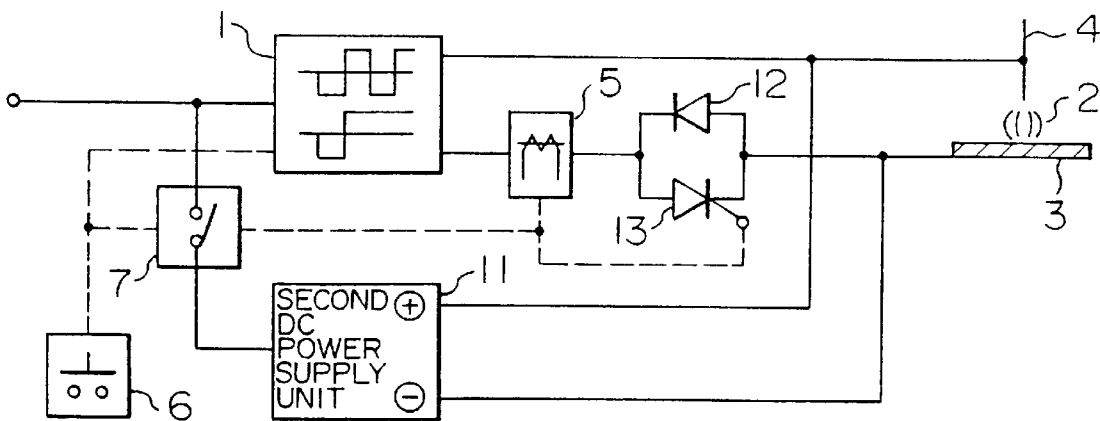 1
4
5
12
2
3
13
7
11
SECOND ⊕
DC
POWER
SUPPLY
UNIT ⊖
6